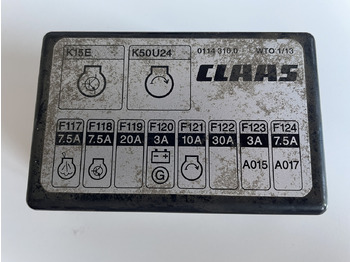 K15E K50U24 0114 310.0 WTO 1/13
CLAAS
F117 F118 F119 F120 F121 F122 F123 F124
7.5A 7.5A 20A 3A 10A 30A 3A 7.5A
G A015 A017